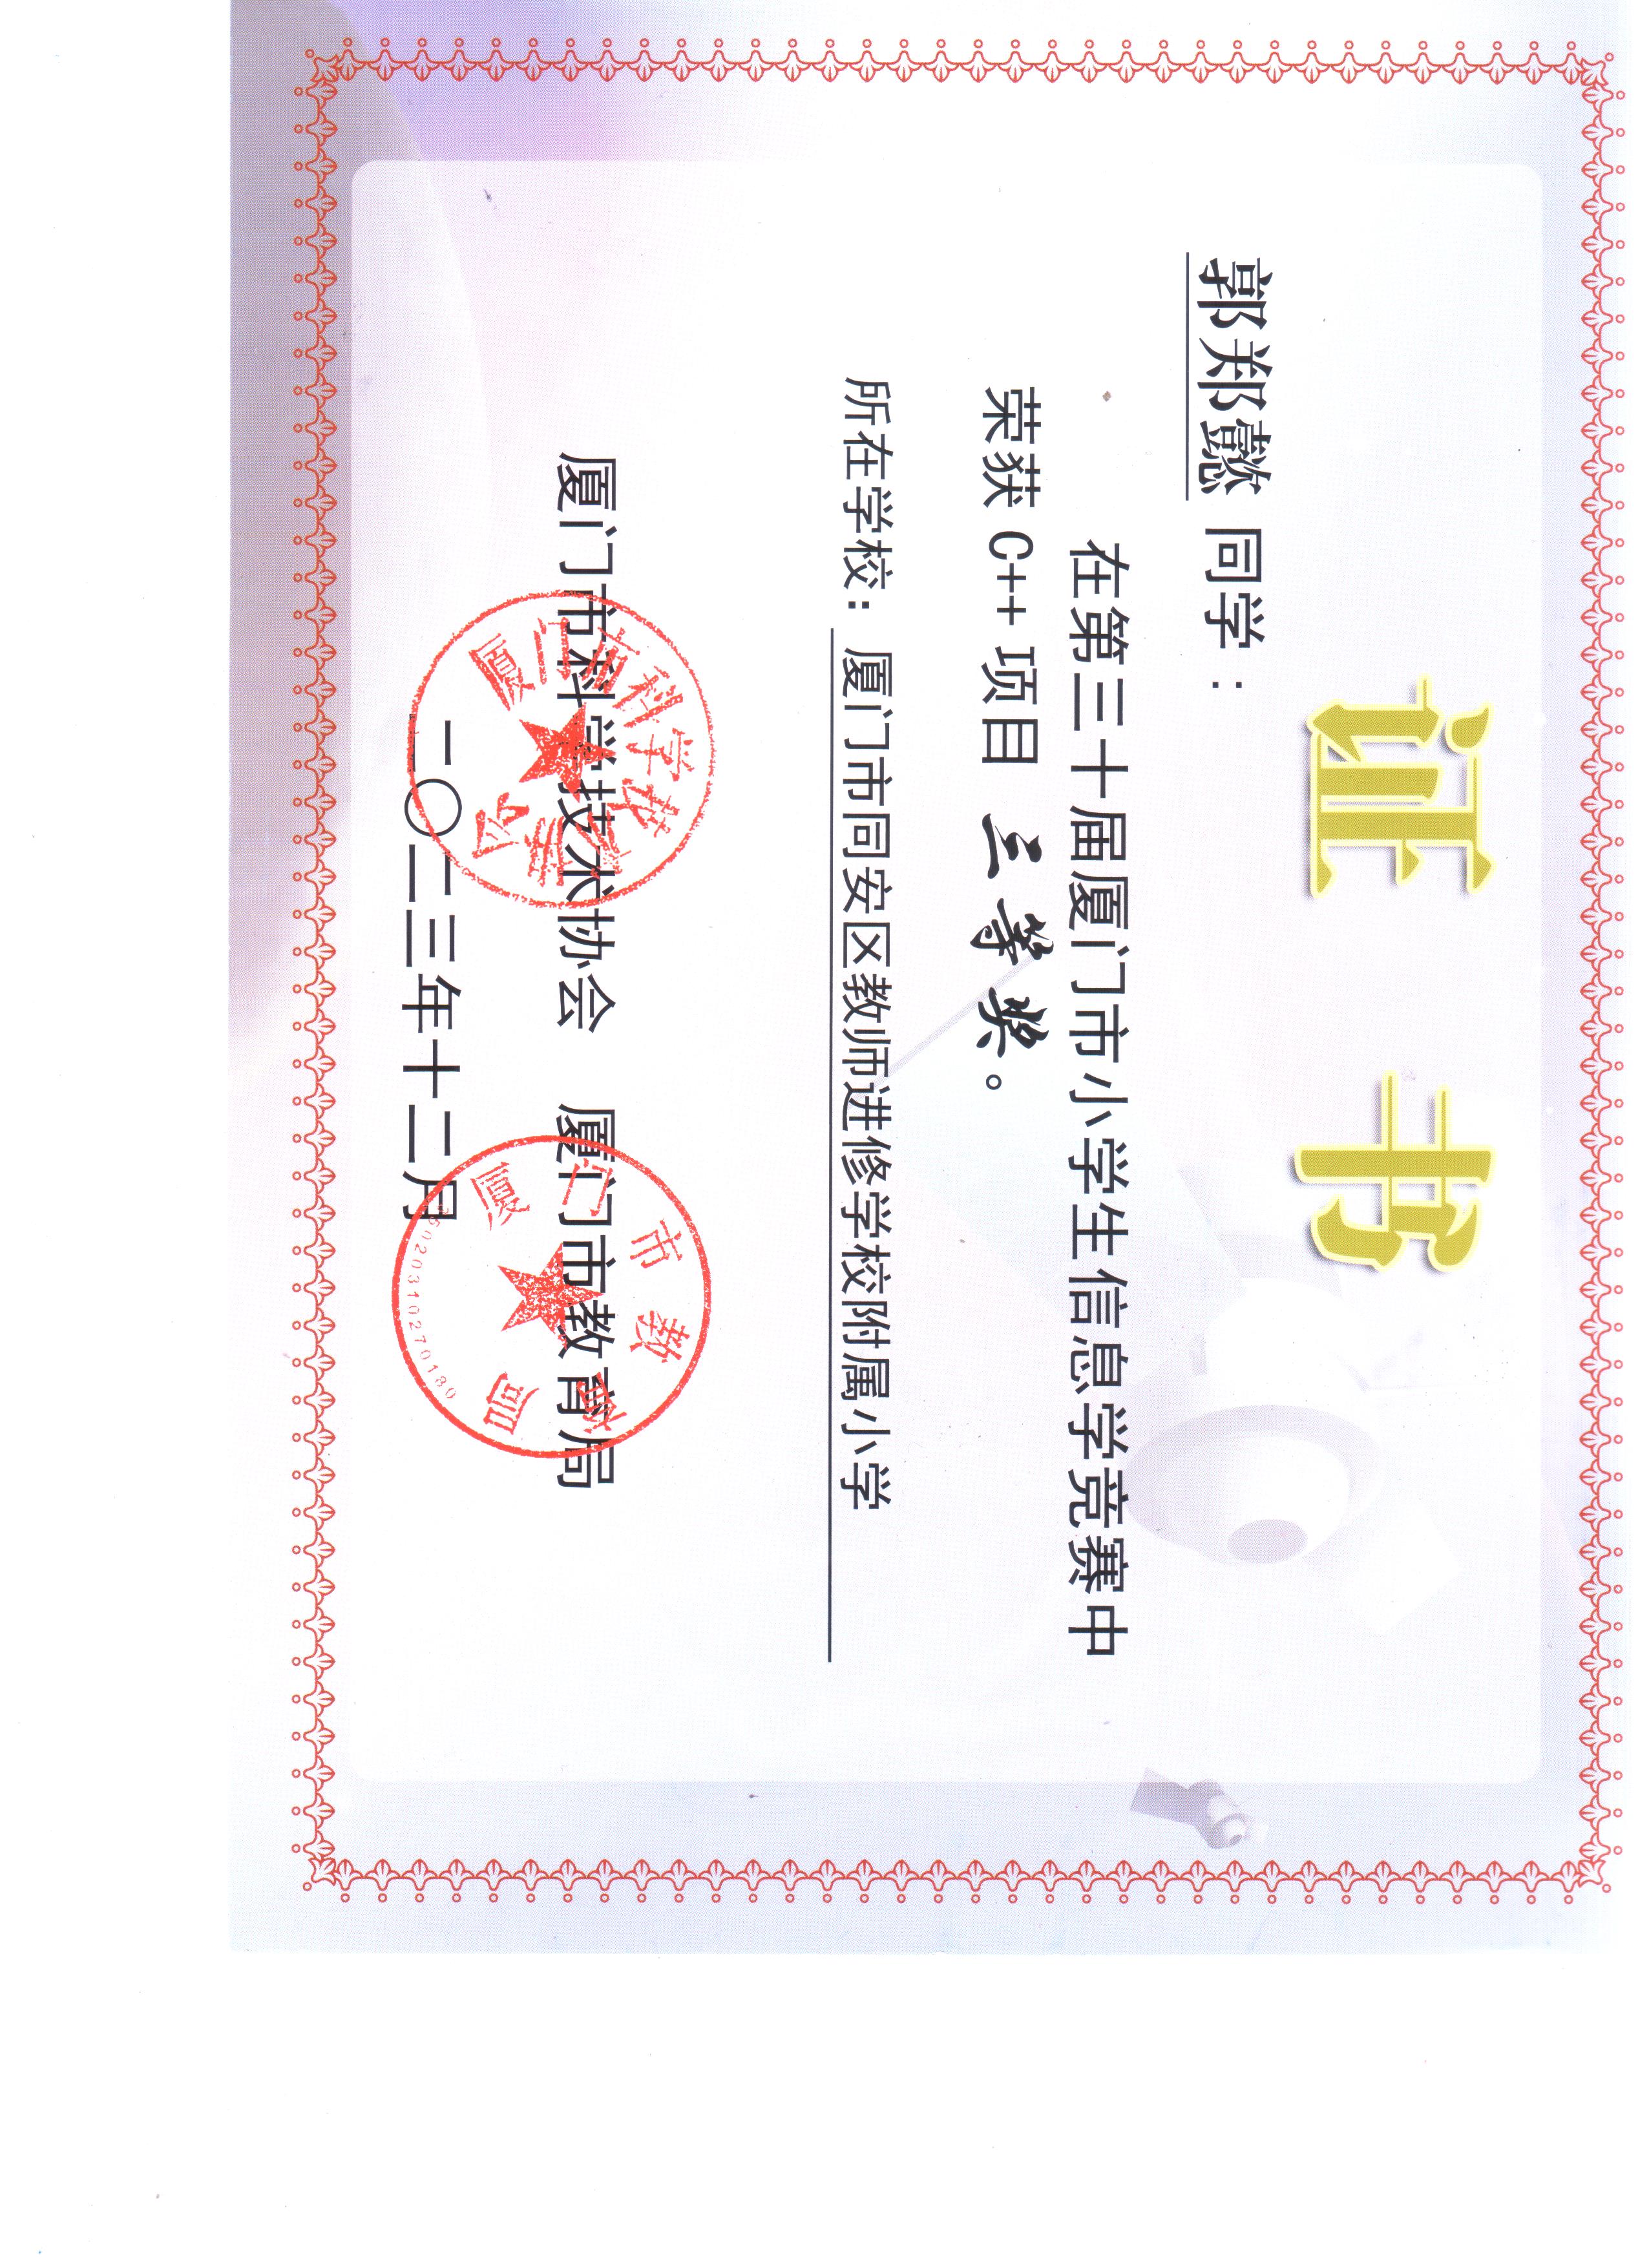 证 书
郭郑懿 同学：
在第三十届厦门市小学生信息学竞赛中
荣获 C++ 项目 三等奖。
所在学校：厦门市同安区教师进修学校附属小学
厦门市科学技术协会 厦门市教育局
厦门市科学技术协会
厦门市教育局
35020310270180
二〇二三年十二月